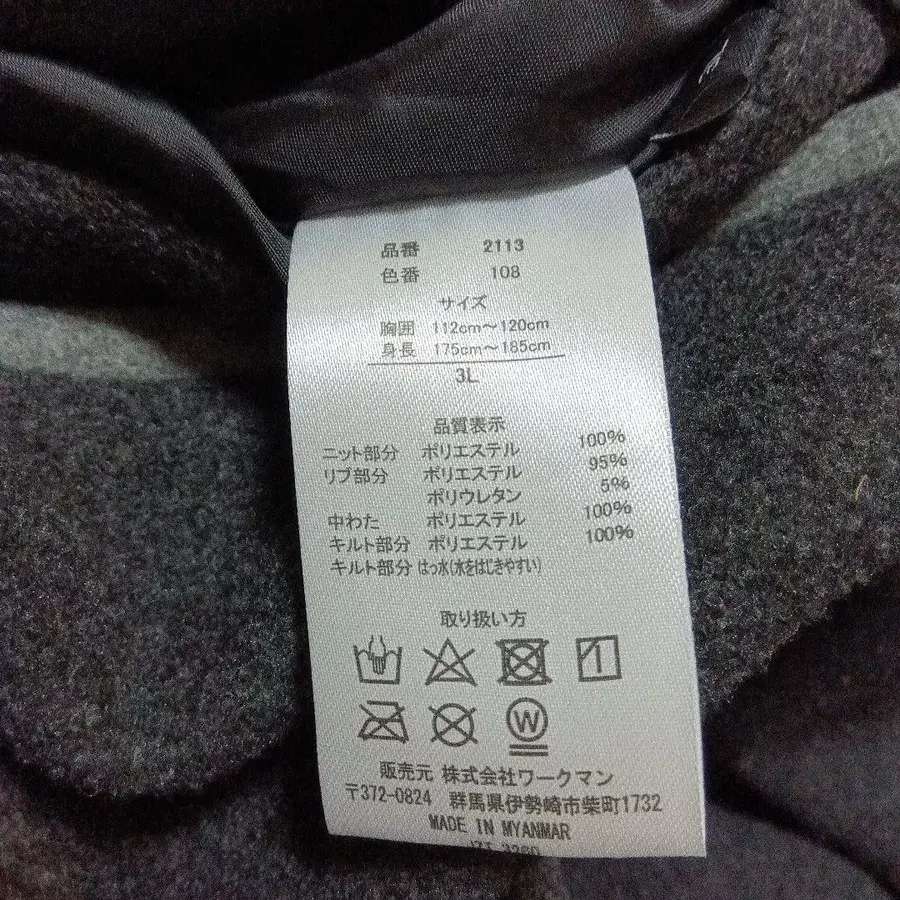 品番 2113
色番 108
サイズ
胸囲 112cm～120cm
身長 175cm～185cm
3L
品質表示
ニット部分 ポリエステル 100%
リブ部分 ポリエステル 95%
ポリウレタン 5%
中わた ポリエステル 100%
キルト部分 ポリエステル 100%
キルト部分 はっ水(水をはじきやすい)
取り扱い方
W
販売元 株式会社ワークマン
〒372-0824 群馬県伊勢崎市柴町1732
MADE IN MYANMAR